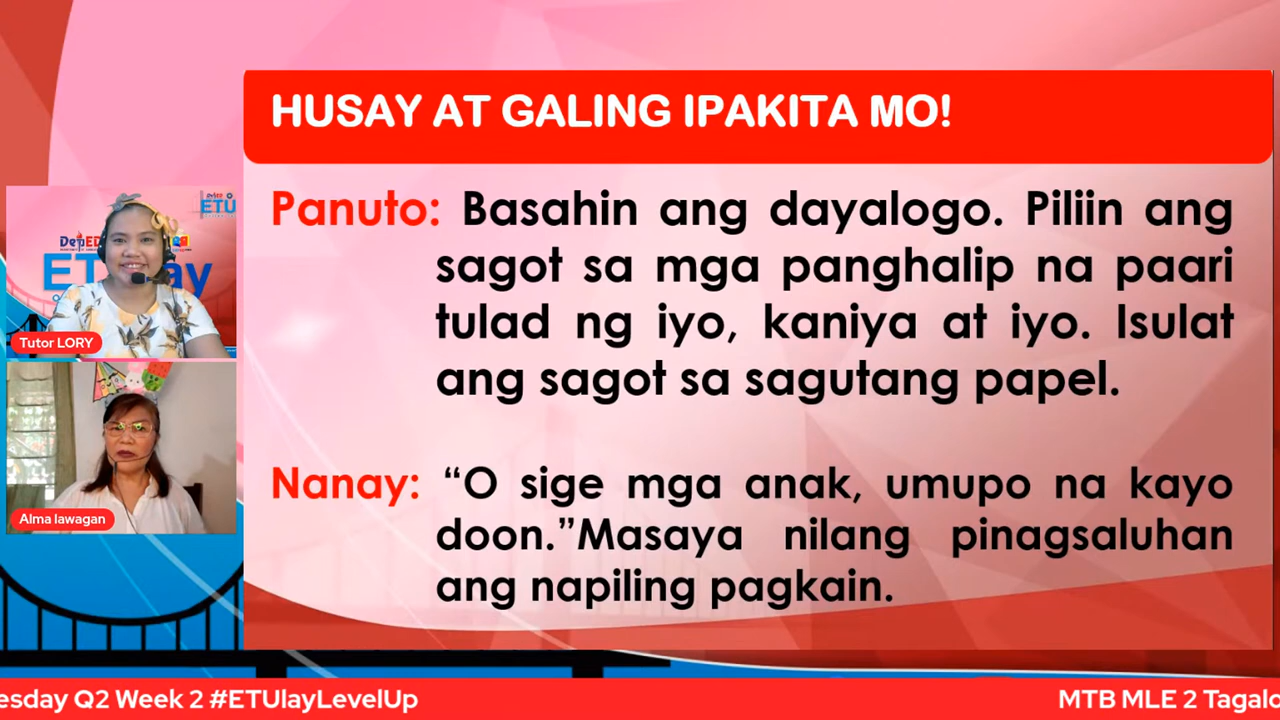 HUSAY AT GALING IPAKITA MO!
Panuto: Basahin ang dayalogo. Piliin ang
sagot sa mga panghalip na paari
tulad ng iyo, kaniya at iyo. Isulat
ang sagot sa sagutang papel.
Nanay: “O sige mga anak, umupo na kayo
doon.”Masaya nilang pinagsaluhan
ang napiling pagkain.
DepED
ETU
Tutor LORY
Alma lawagan
esday Q2 Week 2 #ETUlayLevelUp
MTB MLE 2 Tagalo